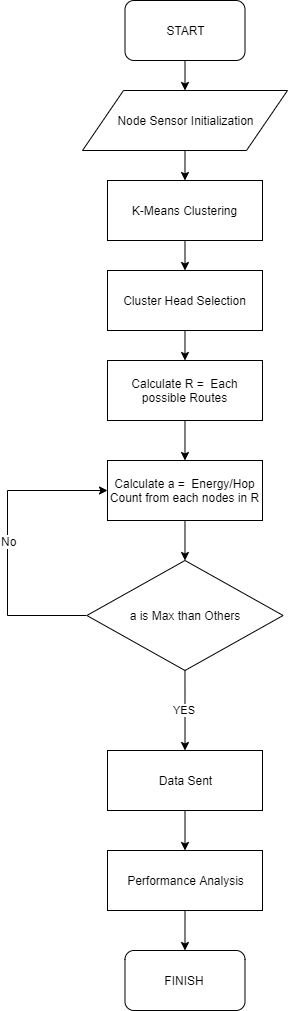 START
Node Sensor Initialization
K-Means Clustering
Cluster Head Selection
Calculate R = Each
possible Routes
Calculate a = Energy/Hop
Count from each nodes in R
No
a is Max than Others
YES
Data Sent
Performance Analysis
FINISH